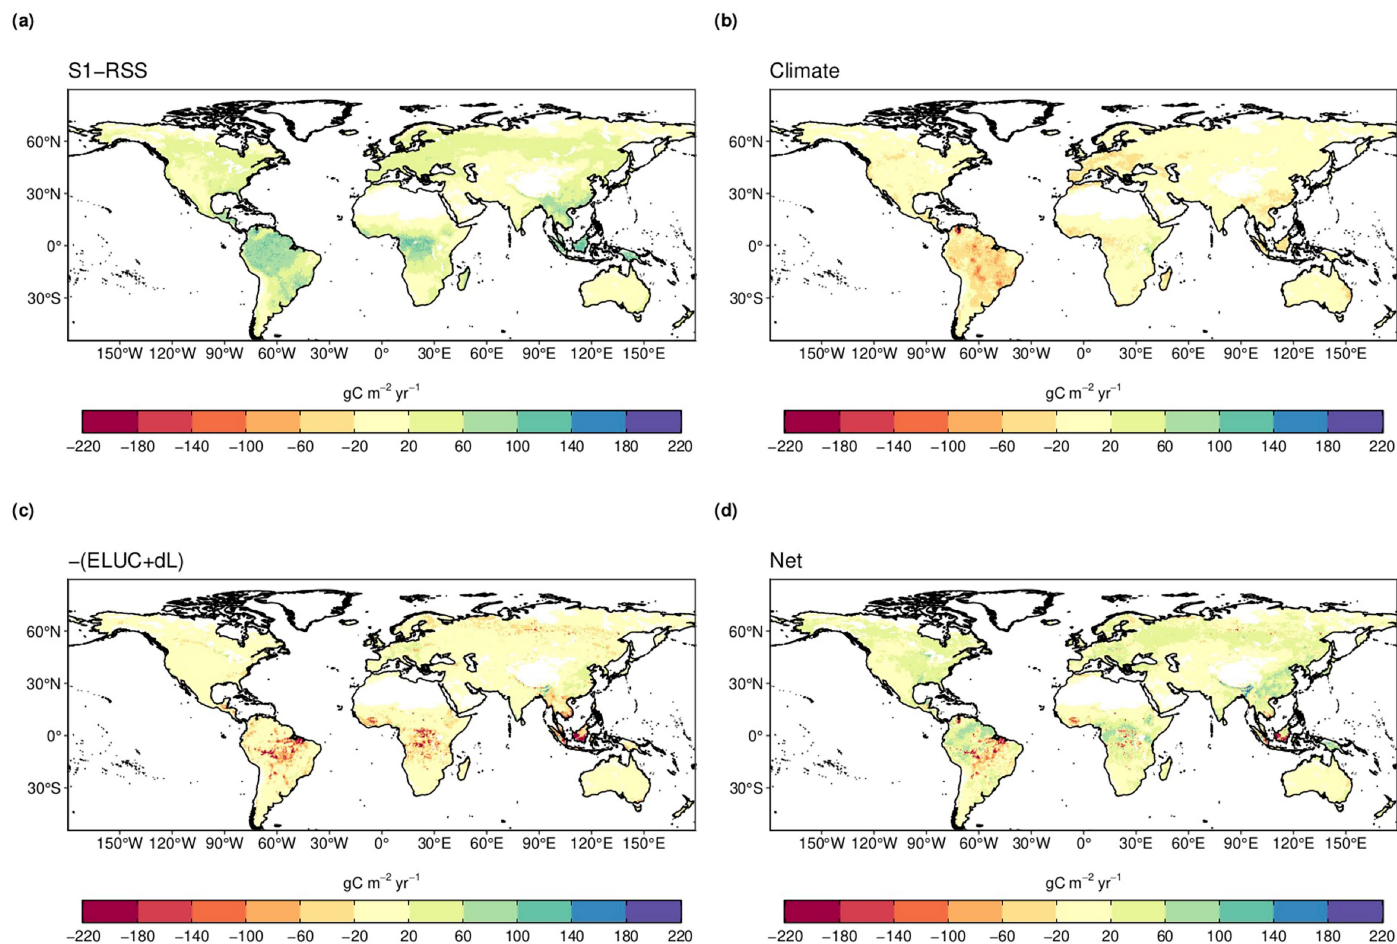 (a)
(b)
S1−RSS
Climate
60°N
30°N
0°
30°S
150°W 120°W 90°W 60°W 30°W 0° 30°E 60°E 90°E 120°E 150°E
60°N
30°N
0°
30°S
150°W 120°W 90°W 60°W 30°W 0° 30°E 60°E 90°E 120°E 150°E
gC m−2 yr−1
−220 −180 −140 −100 −60 −20 20 60 100 140 180 220
gC m−2 yr−1
−220 −180 −140 −100 −60 −20 20 60 100 140 180 220
(c)
(d)
−(ELUC+dL)
Net
60°N
30°N
0°
30°S
150°W 120°W 90°W 60°W 30°W 0° 30°E 60°E 90°E 120°E 150°E
60°N
30°N
0°
30°S
150°W 120°W 90°W 60°W 30°W 0° 30°E 60°E 90°E 120°E 150°E
gC m−2 yr−1
−220 −180 −140 −100 −60 −20 20 60 100 140 180 220
gC m−2 yr−1
−220 −180 −140 −100 −60 −20 20 60 100 140 180 220